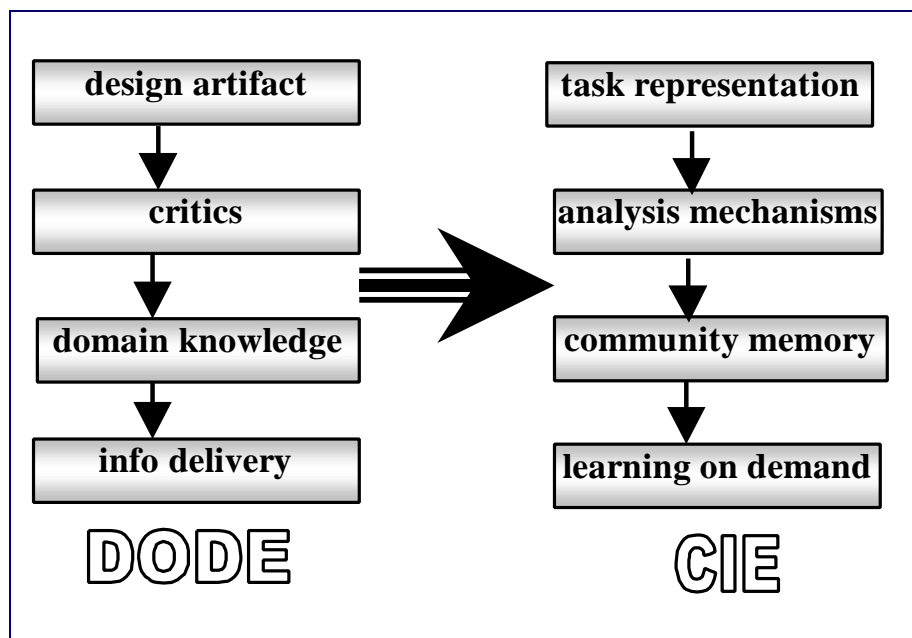 design artifact
critics
domain knowledge
info delivery
DODE
task representation
analysis mechanisms
community memory
learning on demand
CIE